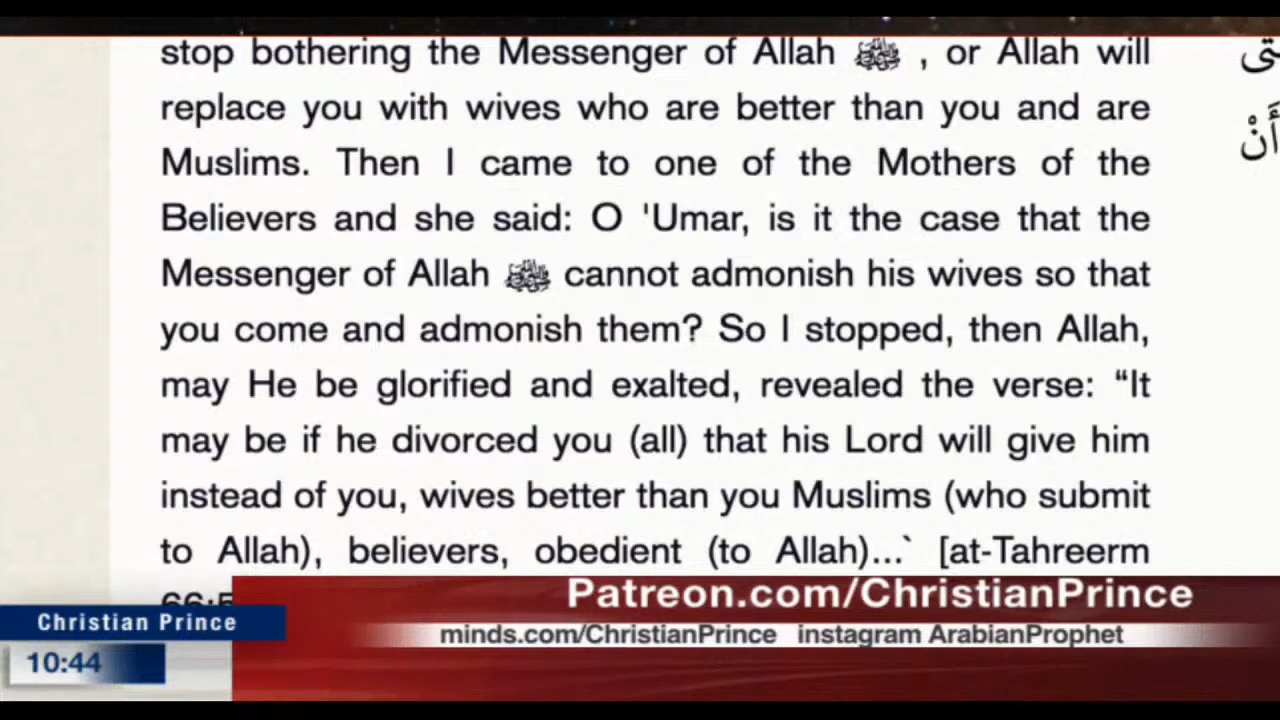 stop bothering the Messenger of Allah ﷺ , or Allah will
replace you with wives who are better than you and are
Muslims. Then I came to one of the Mothers of the
Believers and she said: O 'Umar, is it the case that the
Messenger of Allah ﷺ cannot admonish his wives so that
you come and admonish them? So I stopped, then Allah,
may He be glorified and exalted, revealed the verse: “It
may be if he divorced you (all) that his Lord will give him
instead of you, wives better than you Muslims (who submit
to Allah), believers, obedient (to Allah)...` [at-Tahreerm
أَنْ
Patreon.com/ChristianPrince
Christian Prince
minds.com/ChristianPrince instagram ArabianProphet
10:44